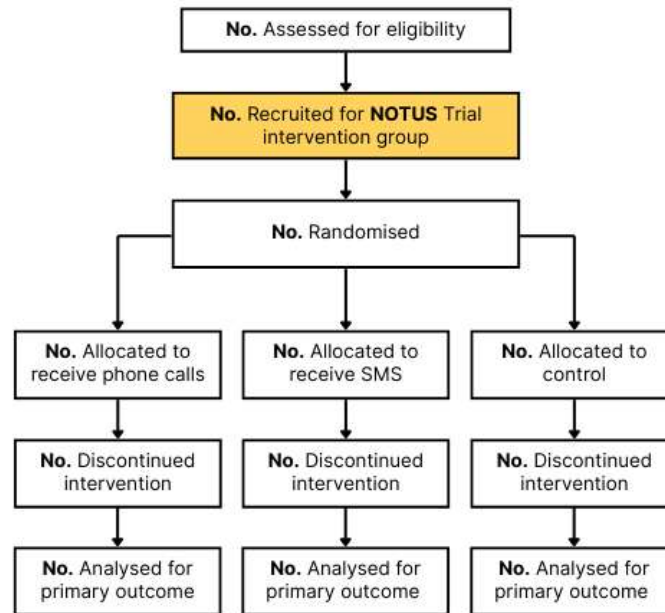 No. Assessed for eligibility
No. Recruited for NOTUS Trial
intervention group
No. Randomised
No. Allocated to
receive phone calls
No. Allocated to
receive SMS
No. Allocated to
control
No. Discontinued
intervention
No. Discontinued
intervention
No. Discontinued
intervention
No. Analysed for
primary outcome
No. Analysed for
primary outcome
No. Analysed for
primary outcome